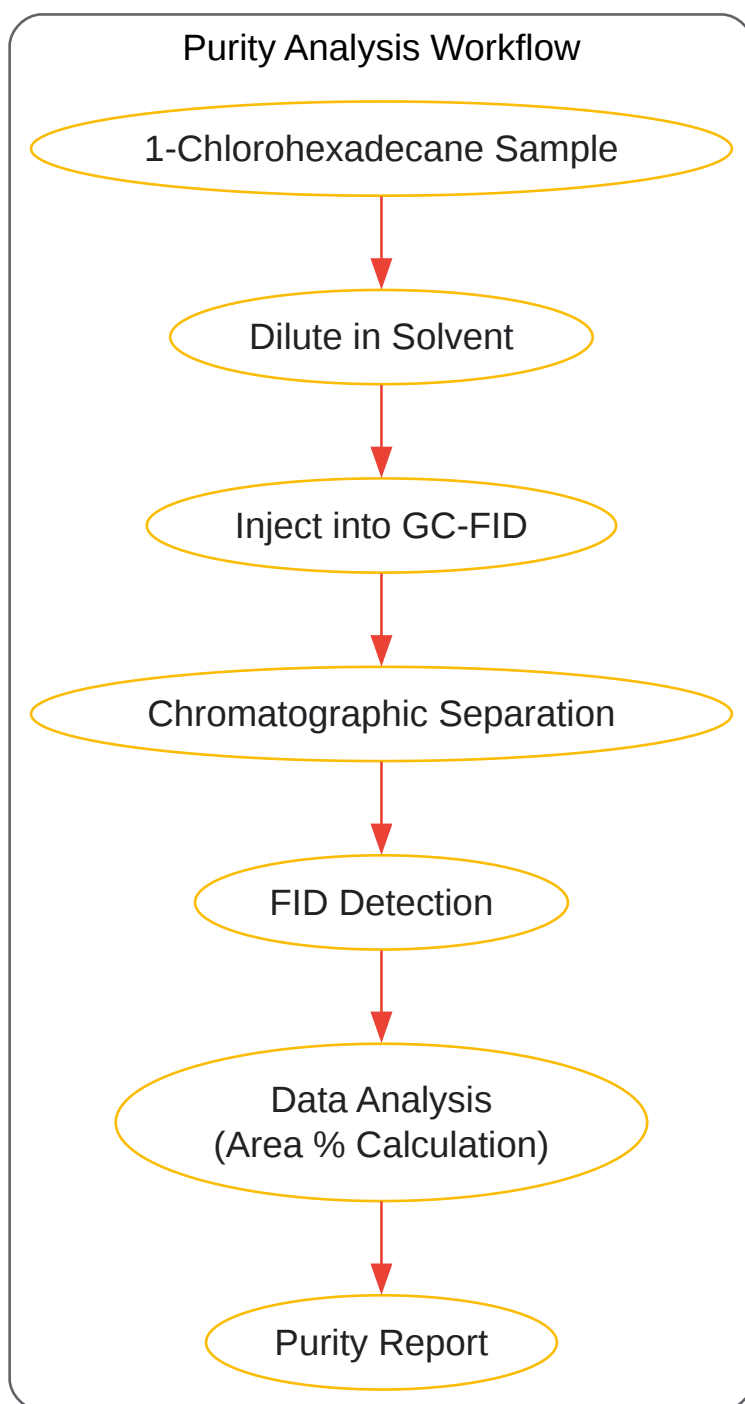 Purity Analysis Workflow
1-Chlorohexadecane Sample
Dilute in Solvent
Inject into GC-FID
Chromatographic Separation
FID Detection
Data Analysis
(Area % Calculation)
Purity Report